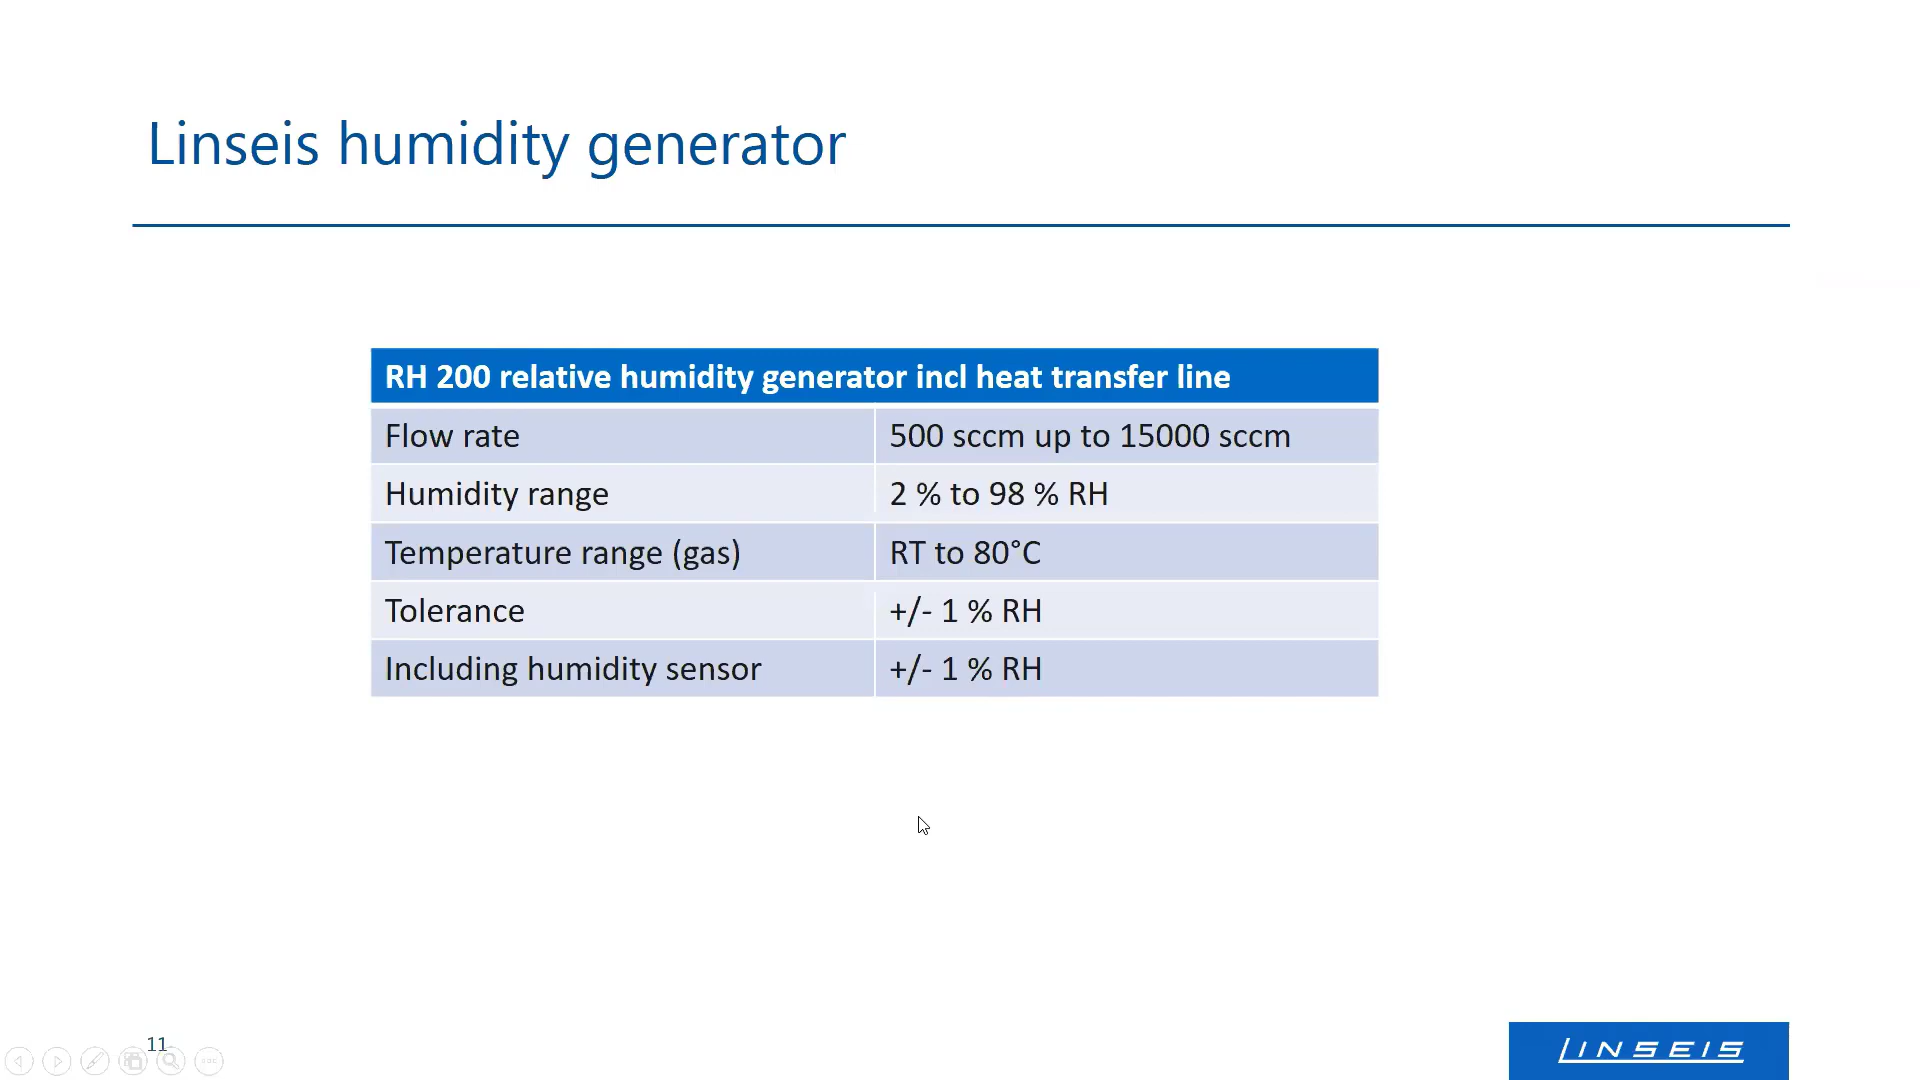 Linseis humidity generator
RH 200 relative humidity generator incl heat transfer line
Flow rate 500 sccm up to 15000 sccm
Humidity range 2 % to 98 % RH
Temperature range (gas) RT to 80°C
Tolerance +/- 1 % RH
Including humidity sensor +/- 1 % RH
11
LINSEIS